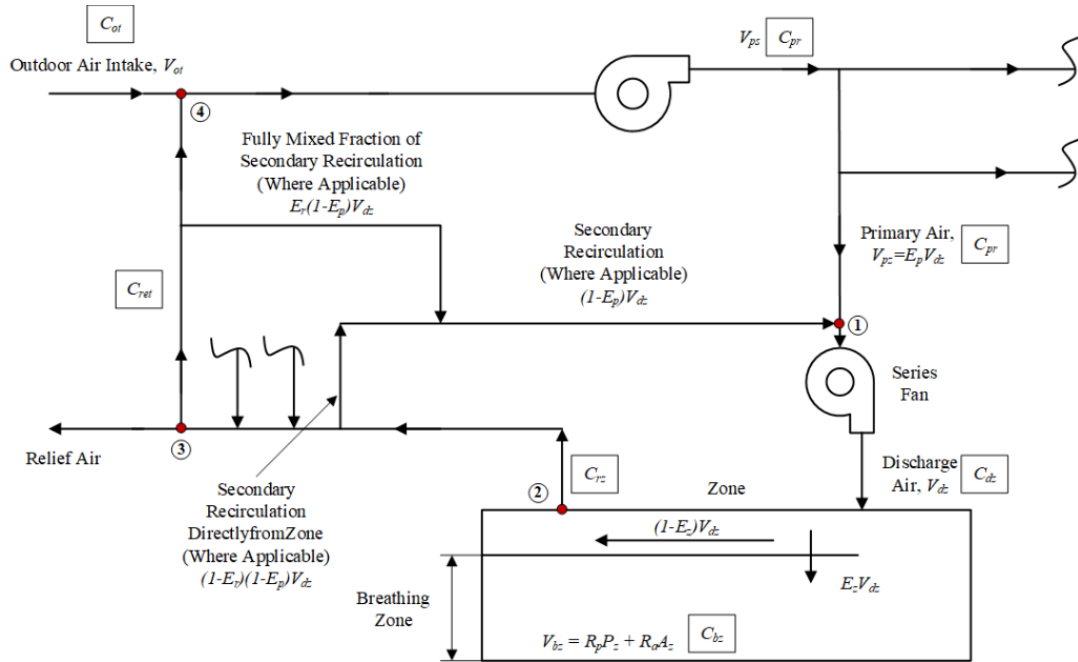 C_ot
Outdoor Air Intake, V_ot
④
V_ps
C_pr
Fully Mixed Fraction of
Secondary Recirculation
(Where Applicable)
E_r(1-E_p)V_dz
Secondary
Recirculation
(Where Applicable)
(1-E_p)V_dz
Primary Air,
V_pz=E_pV_dz
C_pr
C_ret
①
Series
Fan
③
Relief Air
Secondary
Recirculation
DirectlyfromZone
(Where Applicable)
(1-E_r)(1-E_p)V_dz
②
C_rz
Zone
Discharge
Air, V_dz
C_dz
(1-E_z)V_dz
E_zV_dz
Breathing
Zone
V_bz = R_pP_z + R_aA_z
C_bz